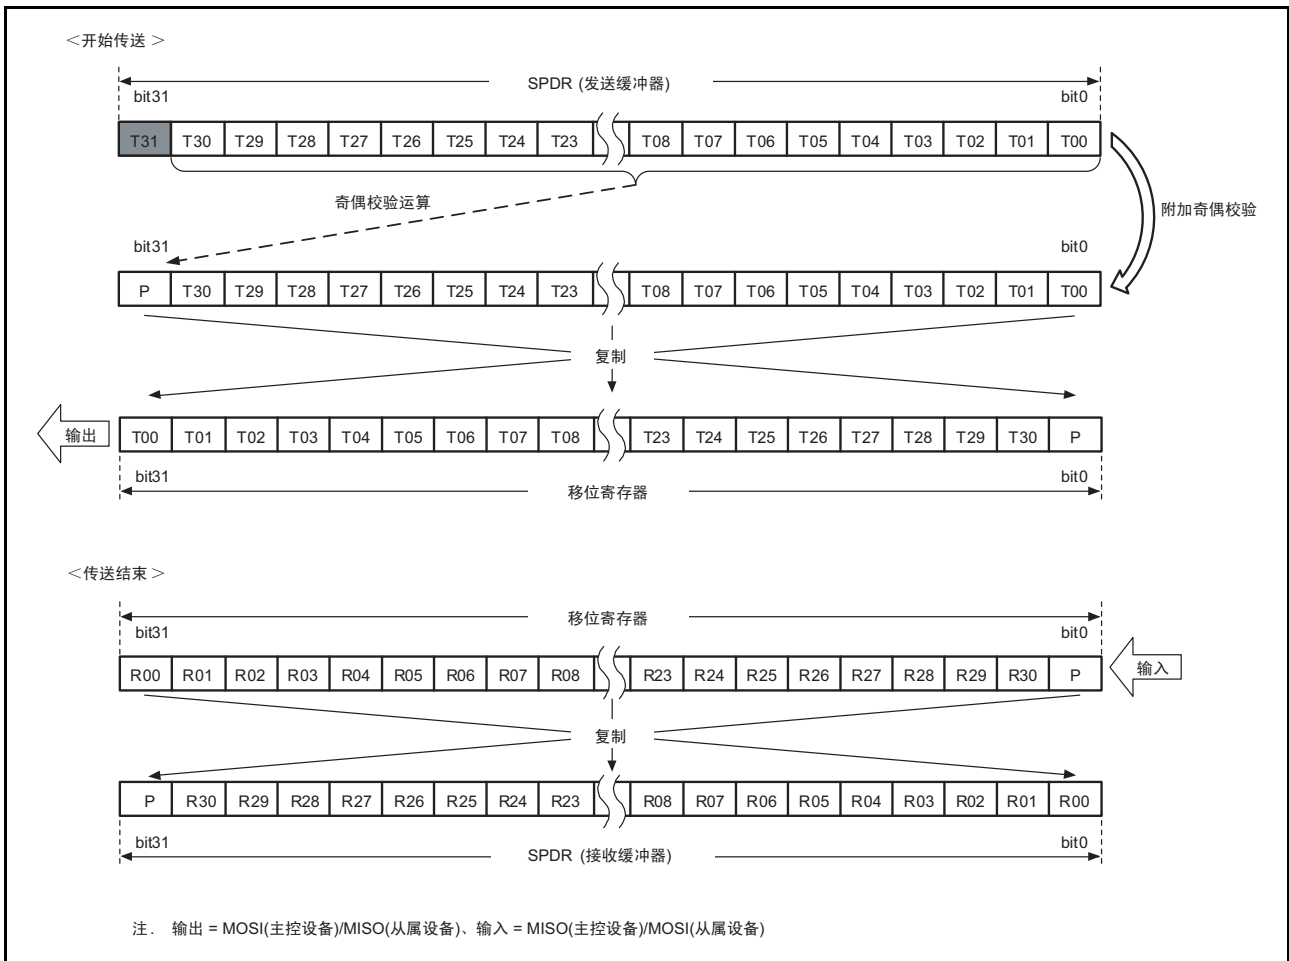 ＜开始传送＞
SPDR (发送缓冲器)
bit31 bit0
T31 T30 T29 T28 T27 T26 T25 T24 T23 T08 T07 T06 T05 T04 T03 T02 T01 T00
奇偶校验运算
附加奇偶校验
bit31 bit0
P T30 T29 T28 T27 T26 T25 T24 T23 T08 T07 T06 T05 T04 T03 T02 T01 T00
复制
输出 T00 T01 T02 T03 T04 T05 T06 T07 T08 T23 T24 T25 T26 T27 T28 T29 T30 P
bit31 bit0
移位寄存器
＜传送结束＞
移位寄存器
bit31 bit0
R00 R01 R02 R03 R04 R05 R06 R07 R08 R23 R24 R25 R26 R27 R28 R29 R30 P 输入
复制
P R30 R29 R28 R27 R26 R25 R24 R23 R08 R07 R06 R05 R04 R03 R02 R01 R00
bit31 bit0
SPDR (接收缓冲器)
注． 输出 = MOSI(主控设备)/MISO(从属设备)、输入 = MISO(主控设备)/MOSI(从属设备)